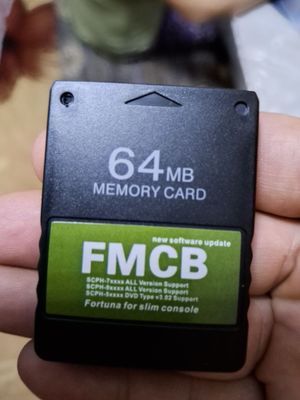 64MB
MEMORY CARD
new software update
FMCB
SCPH-7xxxx ALL Version Support
SCPH-9xxxx ALL Version Support
SCPH-5xxxx DVD Type v3.02 Support
Fortuna for slim console